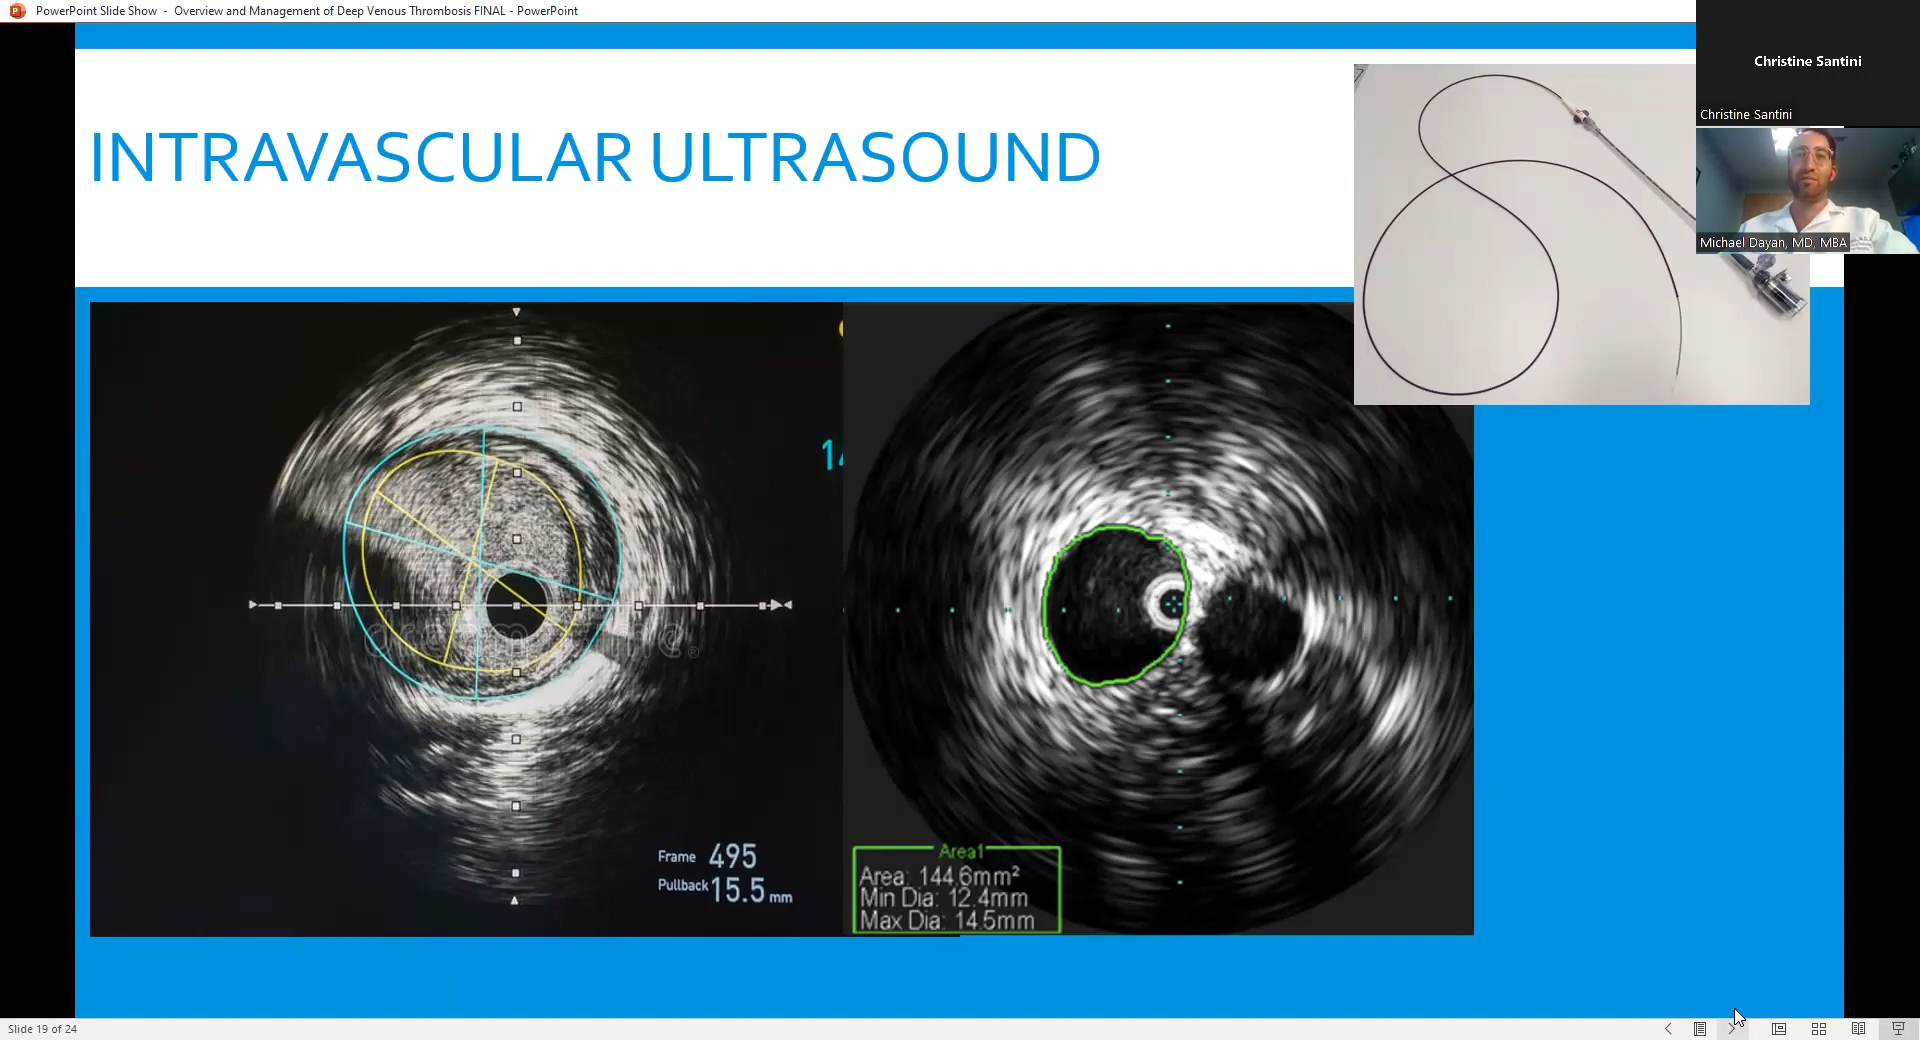 PowerPoint Slide Show - Overview and Management of Deep Venous Thrombosis FINAL - PowerPoint
Christine Santini
Christine Santini
Michael Dayan, MD, MBA
INTRAVASCULAR ULTRASOUND
Frame 495
Pullback 15.5 mm
Area1
Area: 144.6mm²
Min Dia: 12.4mm
Max Dia: 14.5mm
Slide 19 of 24